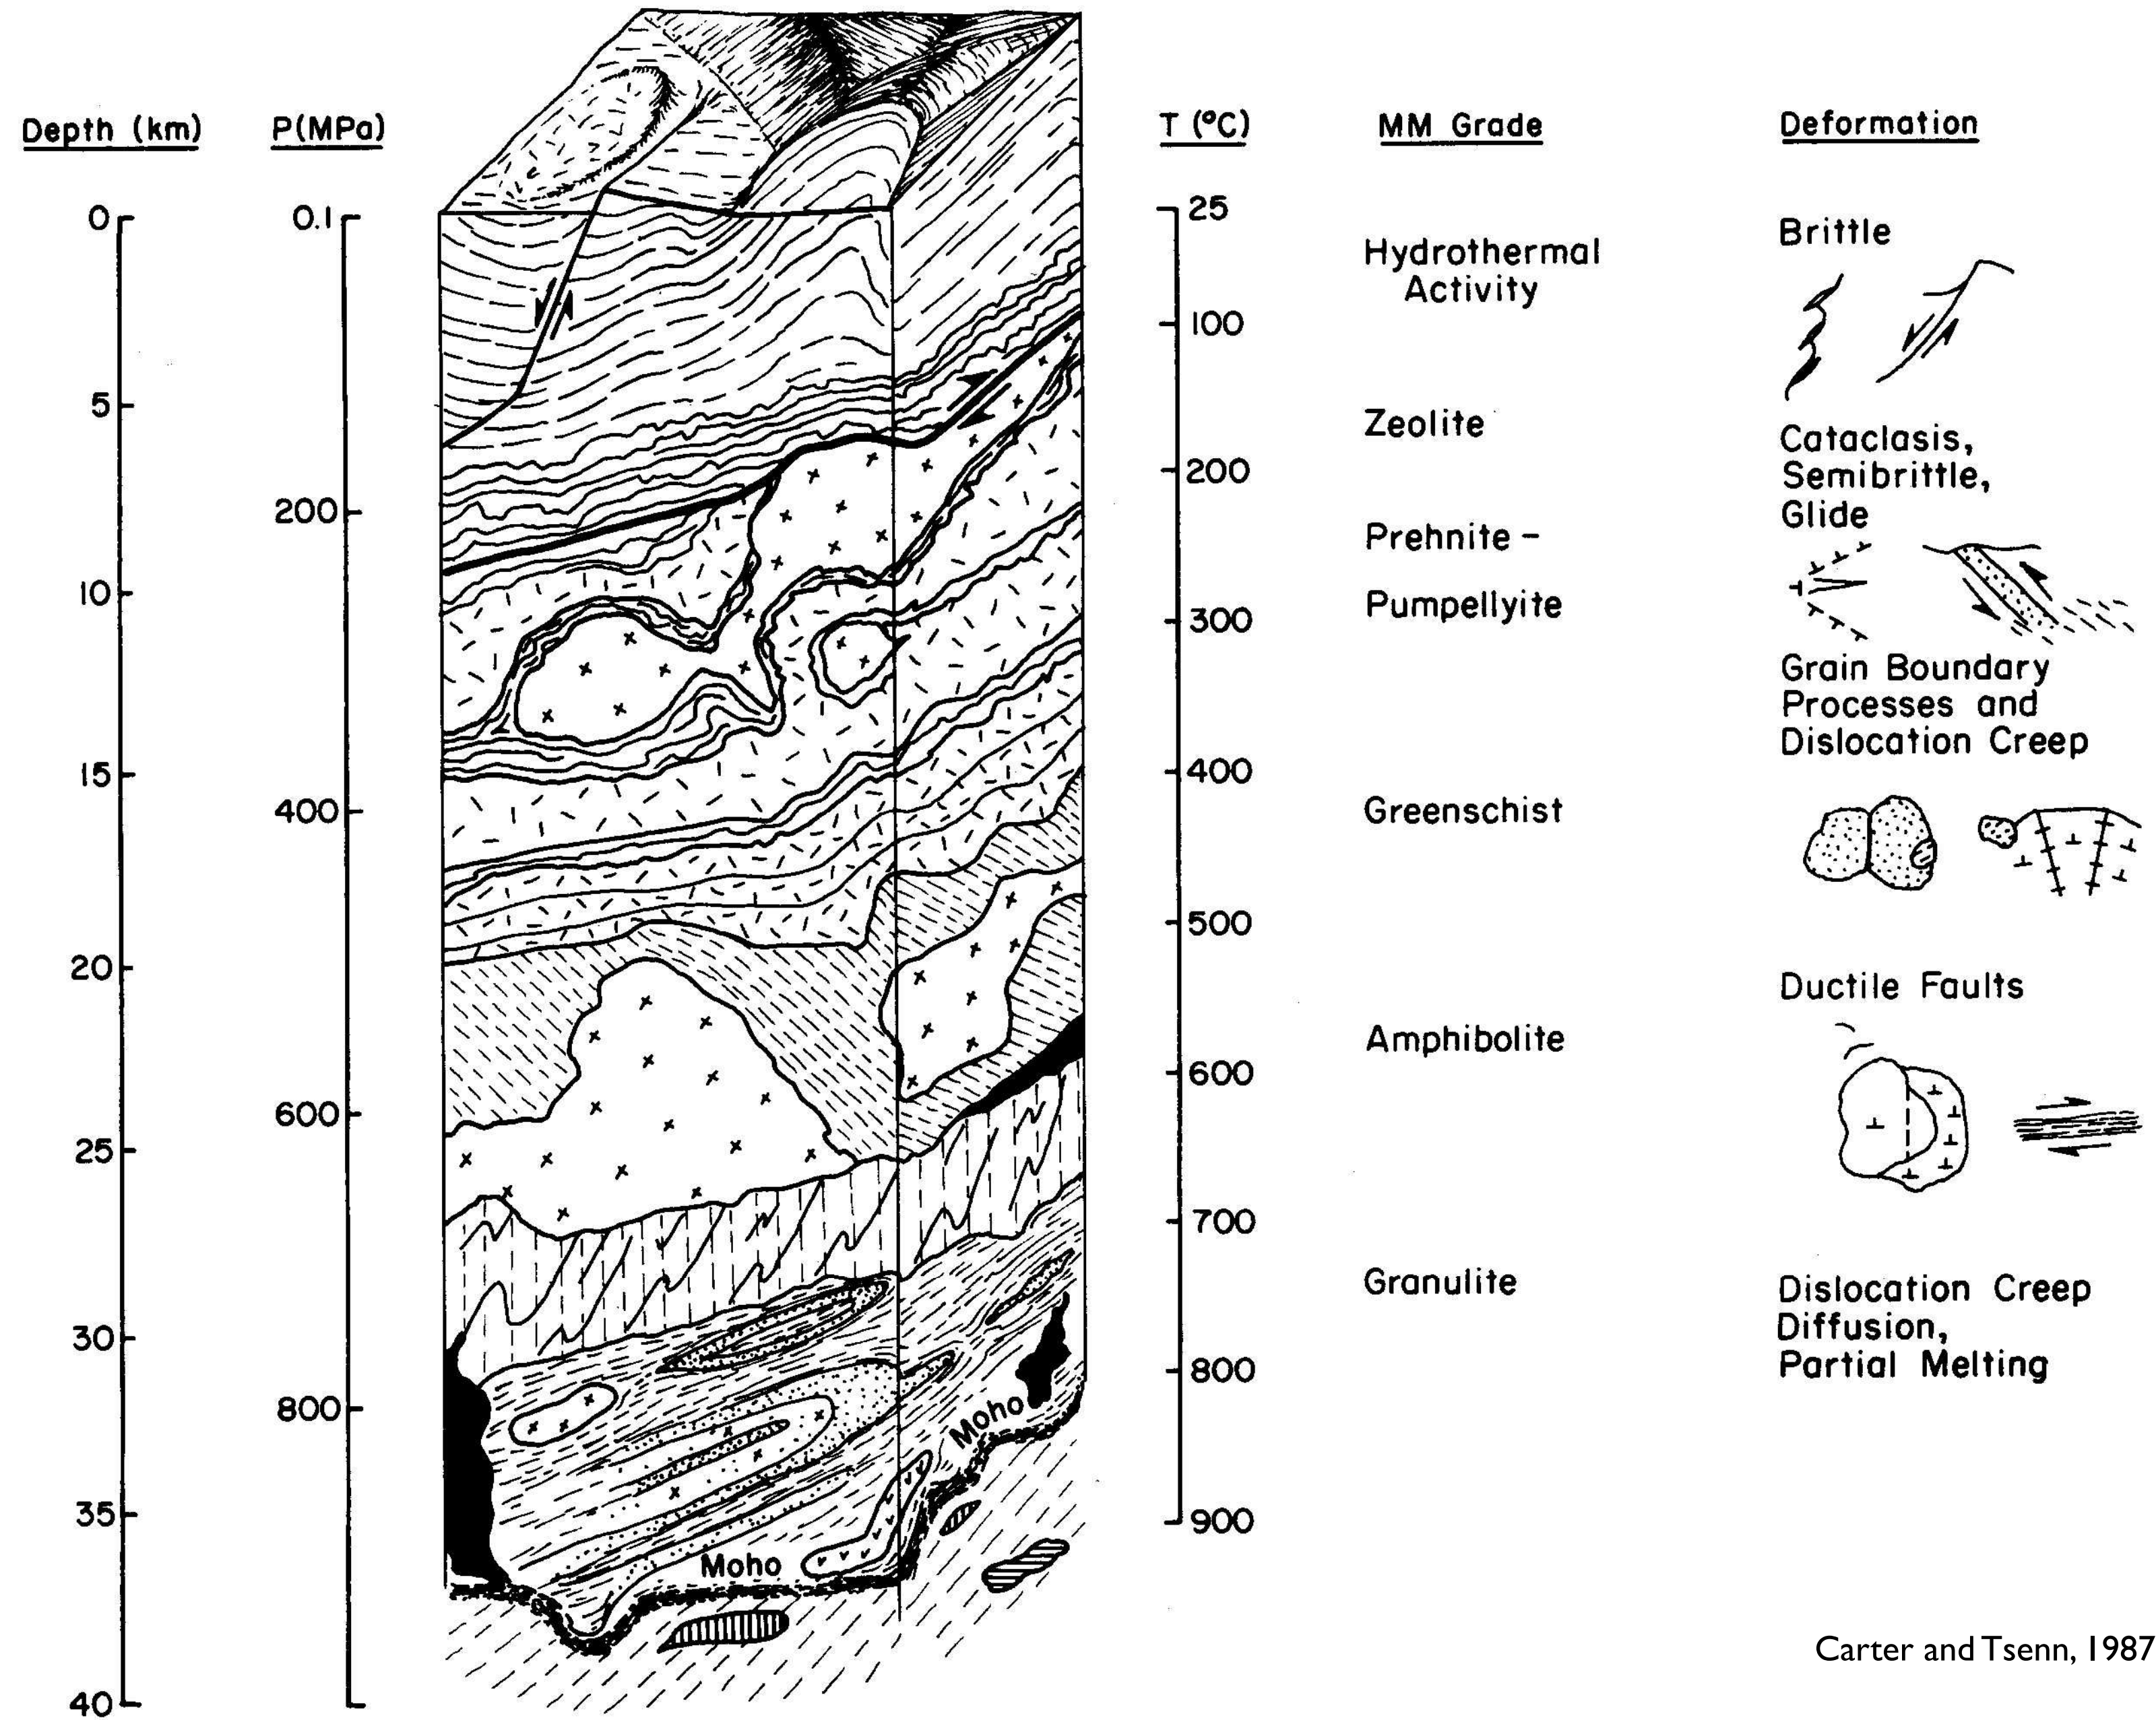 Depth (km)
P(MPa)
T (°C)
MM Grade
Deformation
0
5
10
15
20
25
30
35
40
0.1
200
400
600
800
Moho
Moho
25
100
200
300
400
500
600
700
800
900
Hydrothermal
Activity
Zeolite
Prehnite –
Pumpellyite
Greenschist
Amphibolite
Granulite
Brittle
Cataclasis,
Semibrittle,
Glide
Grain Boundary
Processes and
Dislocation Creep
Ductile Faults
Dislocation Creep
Diffusion,
Partial Melting
Carter and Tsenn, 1987